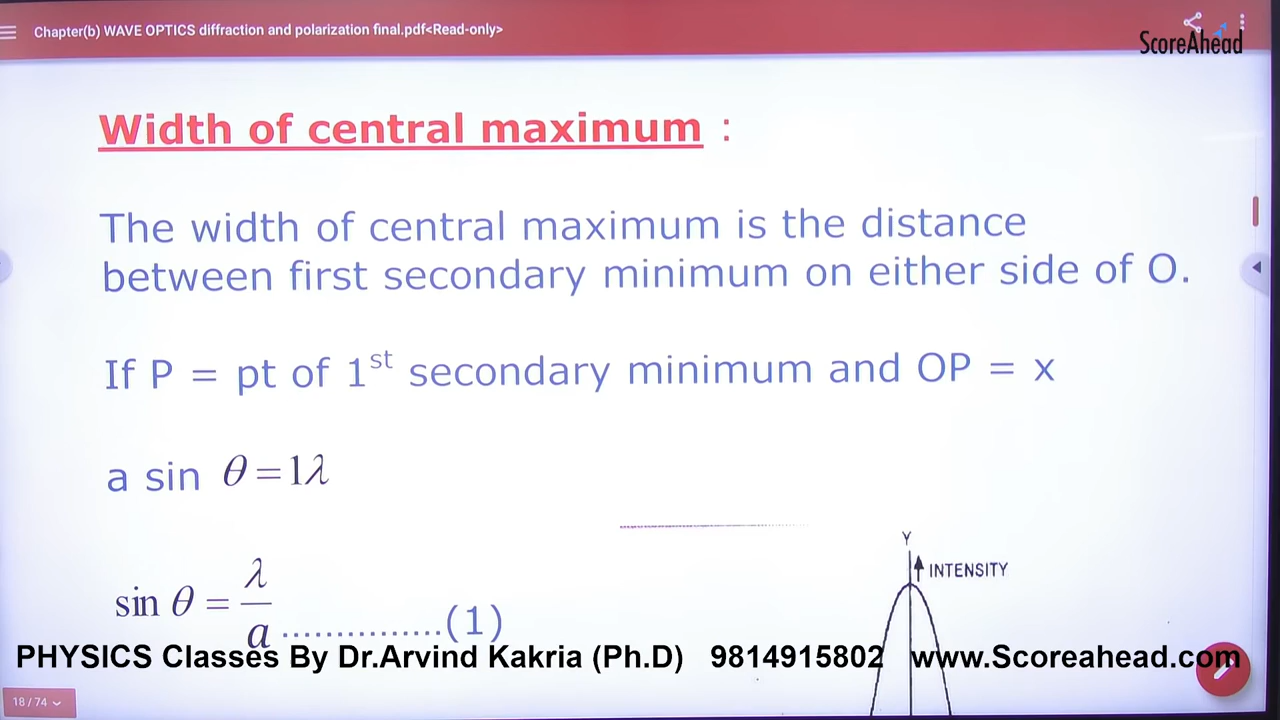 Chapter(b) WAVE OPTICS diffraction and polarization final.pdf<Read-only>
ScoreAhead
Width of central maximum :
The width of central maximum is the distance
between first secondary minimum on either side of O.
If P = pt of 1st secondary minimum and OP = x
a sin θ = 1λ
sin θ = λ/a ...............(1)
Y
INTENSITY
PHYSICS Classes By Dr.Arvind Kakria (Ph.D) 9814915802 www.Scoreahead.com
18 / 74